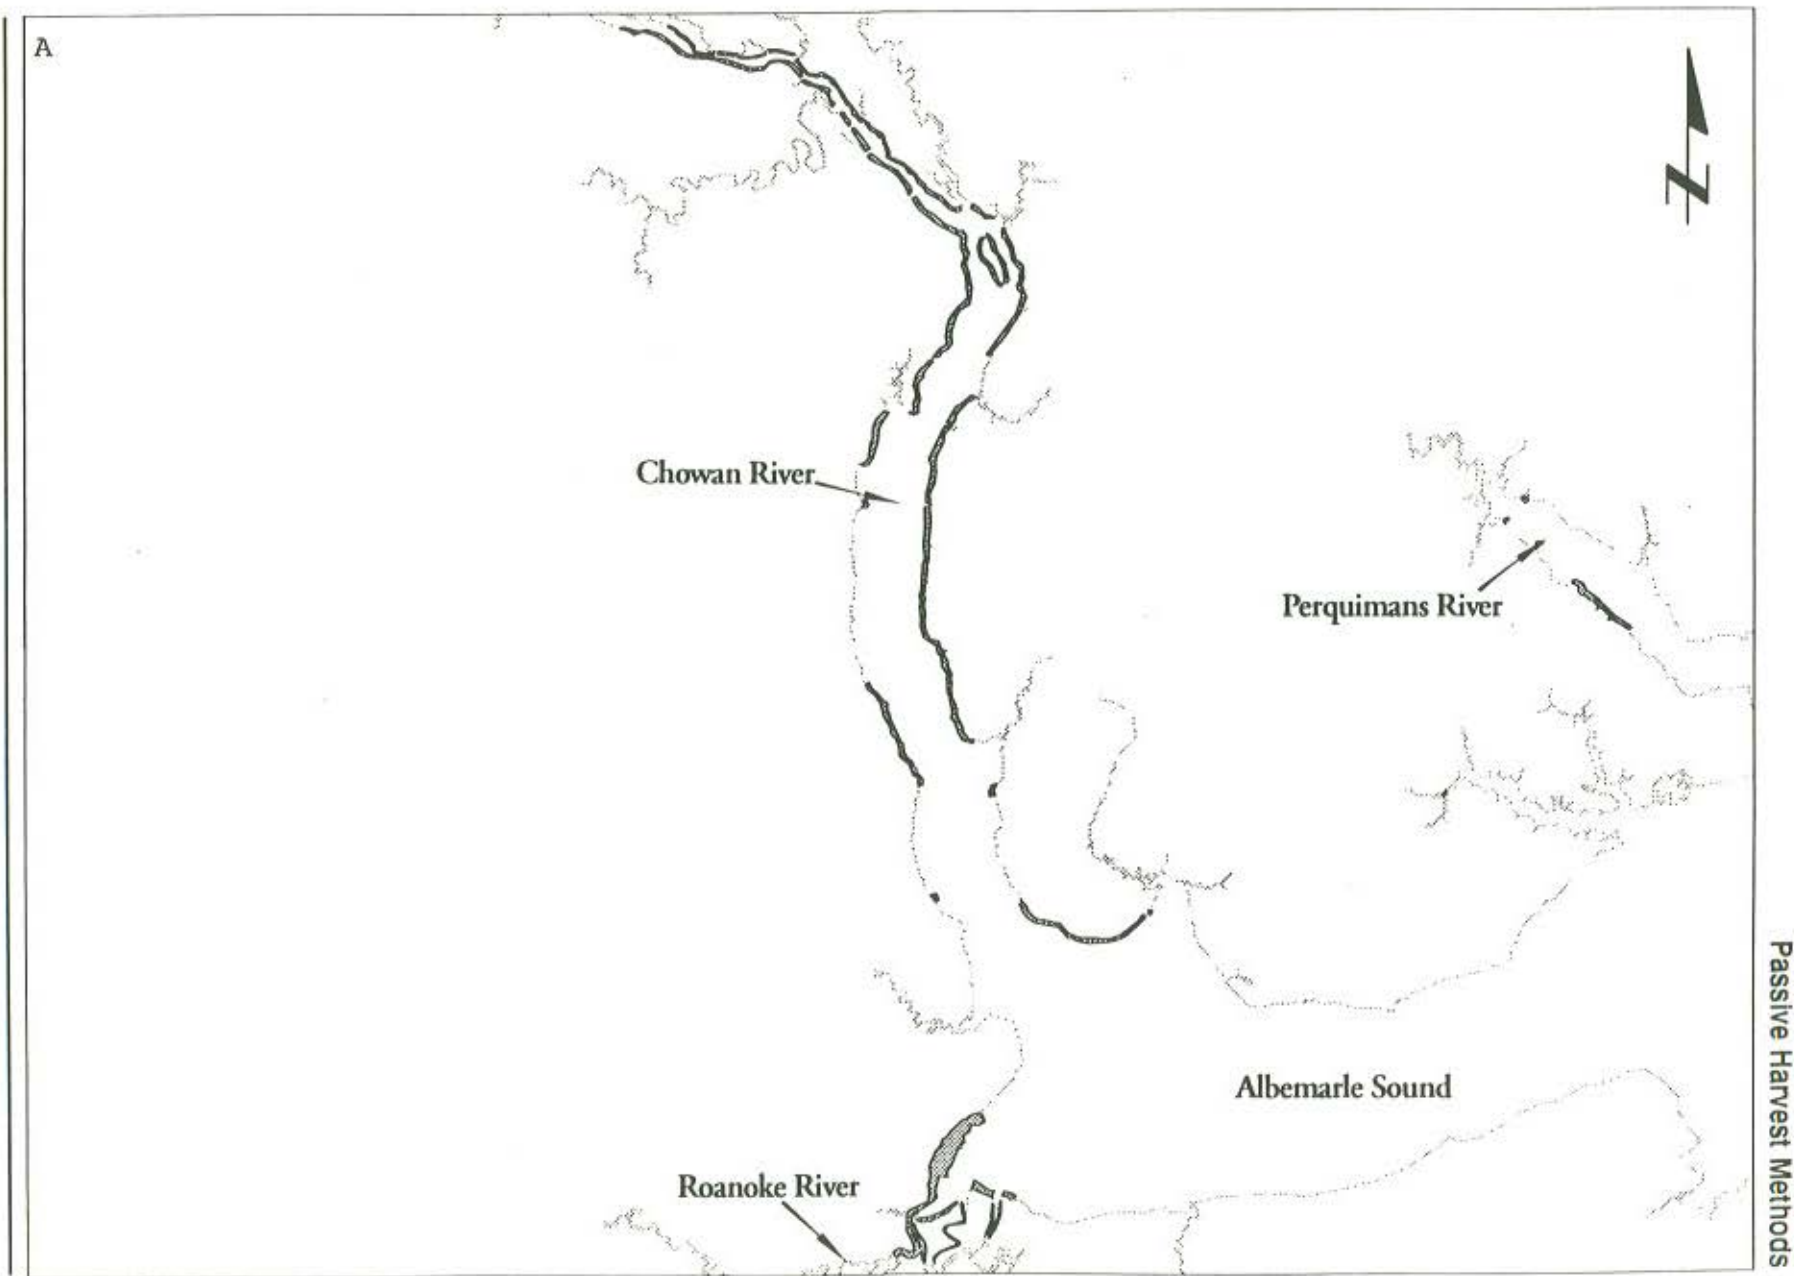 A
N
Chowan River
Perquimans River
Albemarle Sound
Roanoke River
Passive Harvest Methods